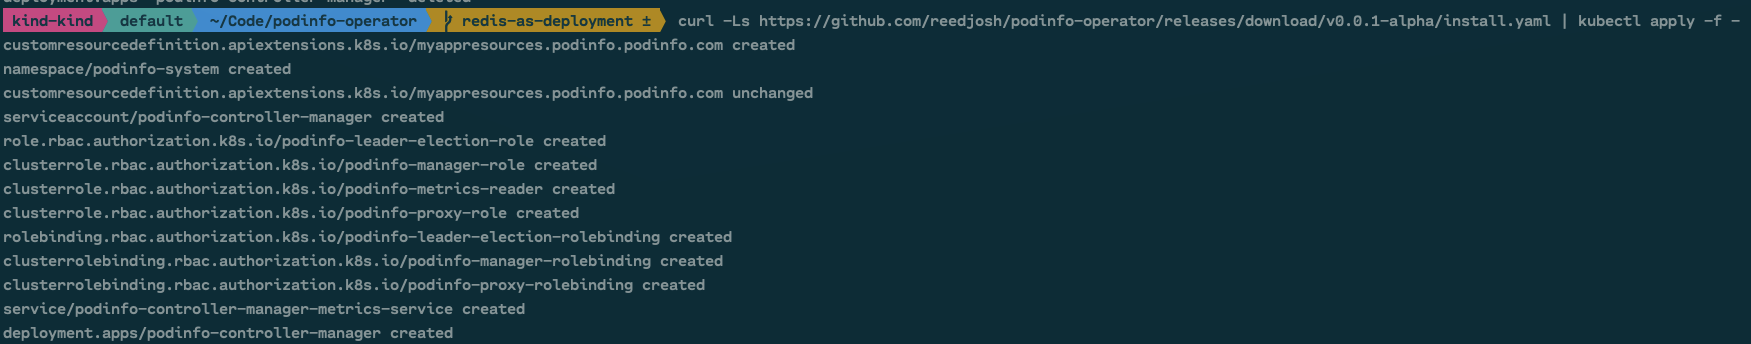 kind-kind default ~/Code/podinfo-operator redis-as-deployment ± curl -Ls https://github.com/reedjosh/podinfo-operator/releases/download/v0.0.1-alpha/install.yaml | kubectl apply -f -
customresourcedefinition.apiextensions.k8s.io/myappresources.podinfo.podinfo.com created
namespace/podinfo-system created
customresourcedefinition.apiextensions.k8s.io/myappresources.podinfo.podinfo.com unchanged
serviceaccount/podinfo-controller-manager created
role.rbac.authorization.k8s.io/podinfo-leader-election-role created
clusterrole.rbac.authorization.k8s.io/podinfo-manager-role created
clusterrole.rbac.authorization.k8s.io/podinfo-metrics-reader created
clusterrole.rbac.authorization.k8s.io/podinfo-proxy-role created
rolebinding.rbac.authorization.k8s.io/podinfo-leader-election-rolebinding created
clusterrolebinding.rbac.authorization.k8s.io/podinfo-manager-rolebinding created
clusterrolebinding.rbac.authorization.k8s.io/podinfo-proxy-rolebinding created
service/podinfo-controller-manager-metrics-service created
deployment.apps/podinfo-controller-manager created